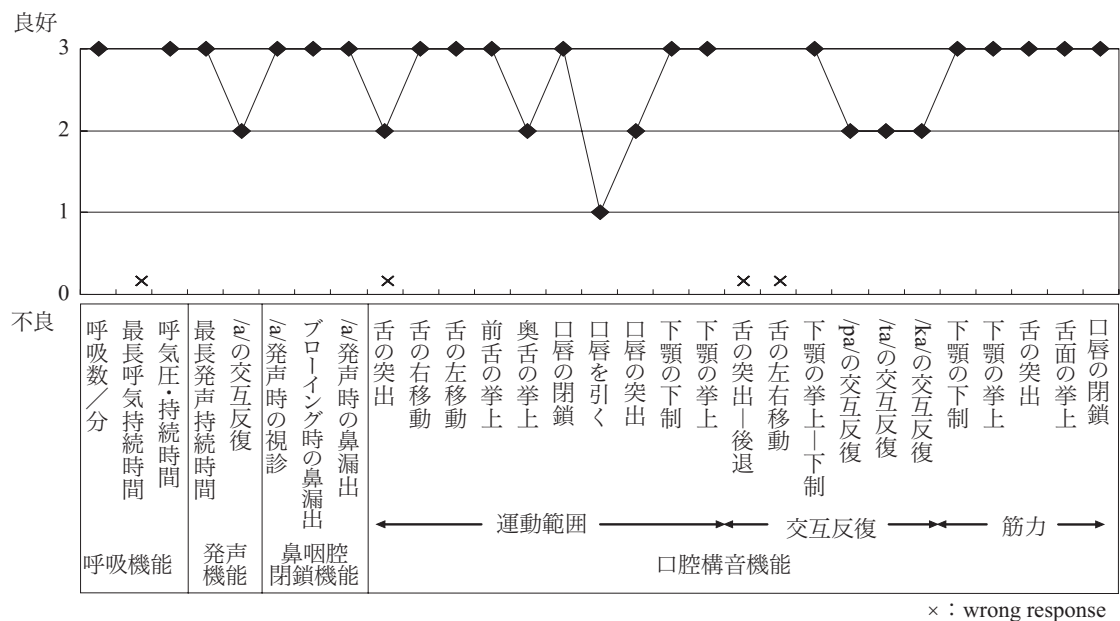 良好
3
2
1
0
不良
呼吸数／分
最長呼気持続時間
呼気圧・持続時間
最長発声持続時間
/a/の交互反復
/a/発声時の視診
ブローイング時の鼻漏出
/a/発声時の鼻漏出
舌の突出
舌の右移動
舌の左移動
前舌の挙上
奥舌の挙上
口唇の閉鎖
口唇を引く
口唇の突出
下顎の下制
下顎の挙上
舌の突出―後退
舌の左右移動
下顎の挙上―下制
/pa/の交互反復
/ta/の交互反復
/ka/の交互反復
下顎の下制
下顎の挙上
舌の突出
舌面の挙上
口唇の閉鎖
運動範囲
交互反復
筋力
呼吸機能
発声
機能
鼻咽腔
閉鎖機能
口腔構音機能
×：wrong response